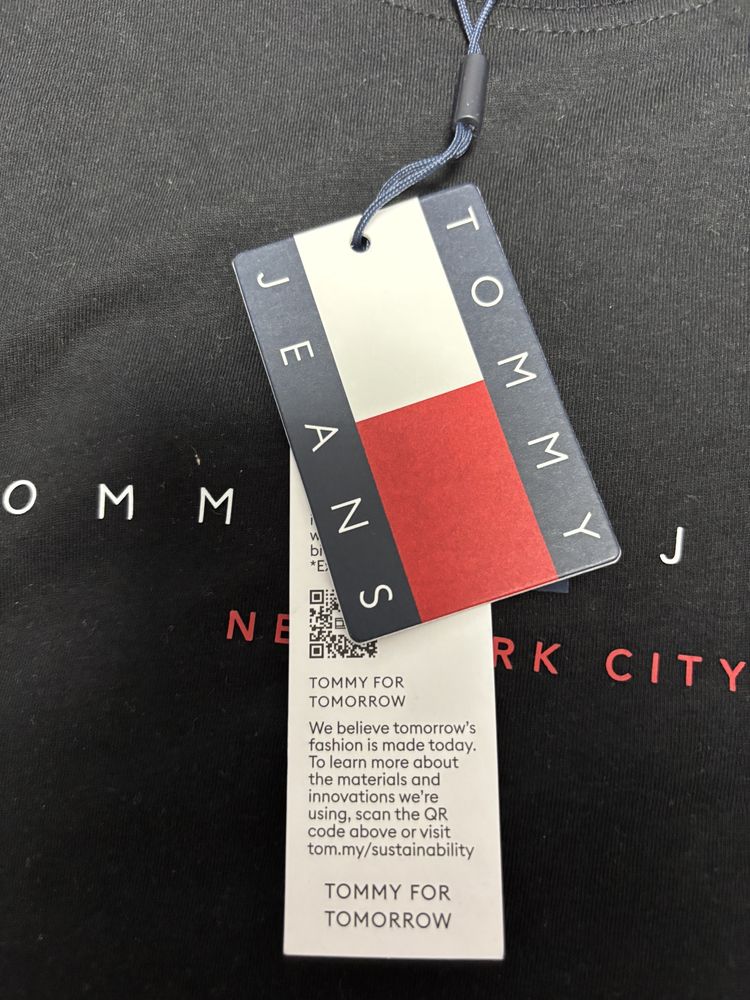 TOMMY
JEANS
OMM
J
NE
RK CITY
*E
TOMMY FOR
TOMORROW
We believe tomorrow's
fashion is made today.
To learn more about
the materials and
innovations we're
using, scan the QR
code above or visit
tom.my/sustainability
TOMMY FOR
TOMORROW